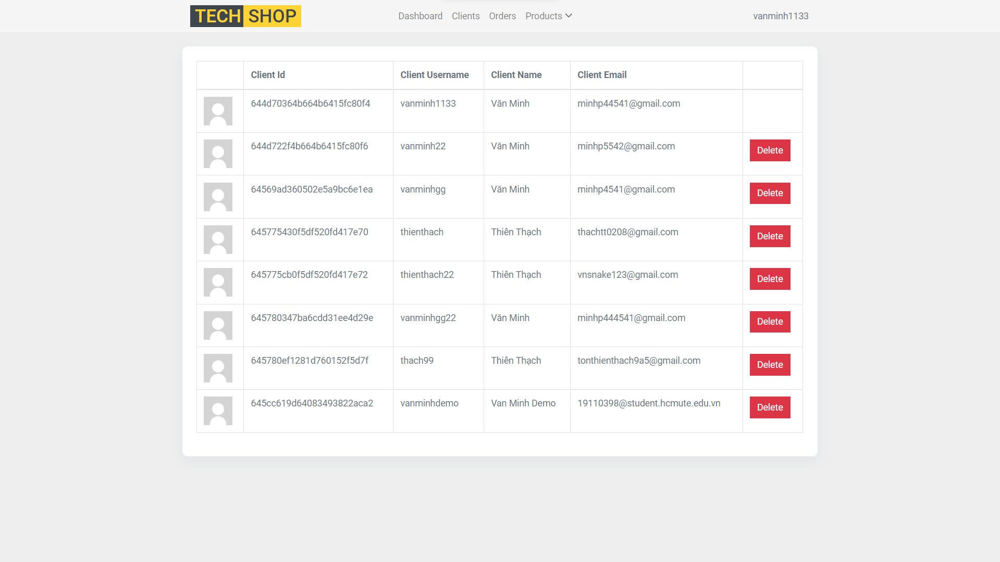 TECH SHOP
Dashboard Clients Orders Products
vanminh1133
Client Id Client Username Client Name Client Email
644d70364b664b6415fc80f4 vanminh1133 Văn Minh minhp44541@gmail.com
644d722f4b664b6415fc80f6 vanminh22 Văn Minh minhp5542@gmail.com Delete
64569ad360502e5a9bc6e1ea vanminhgg Văn Minh minhp4541@gmail.com Delete
645775430f5df520fd417e70 thienthach Thiên Thạch thachtt0208@gmail.com Delete
645775cb0f5df520fd417e72 thienthach22 Thiên Thạch vnsnake123@gmail.com Delete
645780347ba6cdd31ee4d29e vanminhgg22 Văn Minh minhp444541@gmail.com Delete
645780ef1281d760152f5d7f thach99 Thiên Thạch tonthienthach9a5@gmail.com Delete
645cc619d64083493822aca2 vanminhdemo Van Minh Demo 19110398@student.hcmute.edu.vn Delete